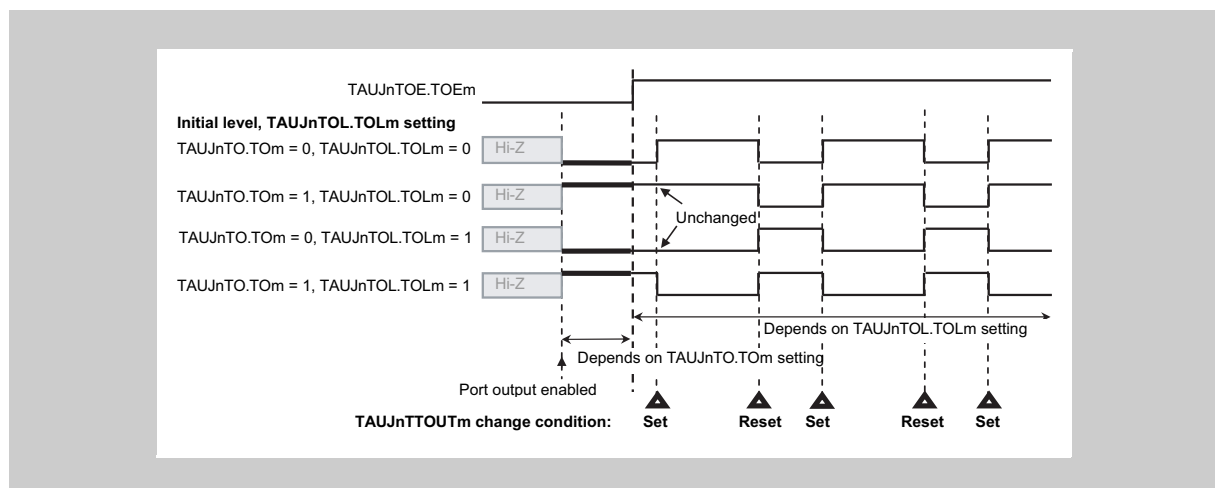 TAUJnTOE.TOEm
Initial level, TAUJnTOL.TOLm setting
TAUJnTO.TOm = 0, TAUJnTOL.TOLm = 0 Hi-Z
TAUJnTO.TOm = 1, TAUJnTOL.TOLm = 0 Hi-Z
Unchanged
TAUJnTO.TOm = 0, TAUJnTOL.TOLm = 1 Hi-Z
TAUJnTO.TOm = 1, TAUJnTOL.TOLm = 1 Hi-Z
Depends on TAUJnTOL.TOLm setting
Depends on TAUJnTO.TOm setting
Port output enabled
TAUJnTTOUTm change condition: Set Reset Set Reset Set